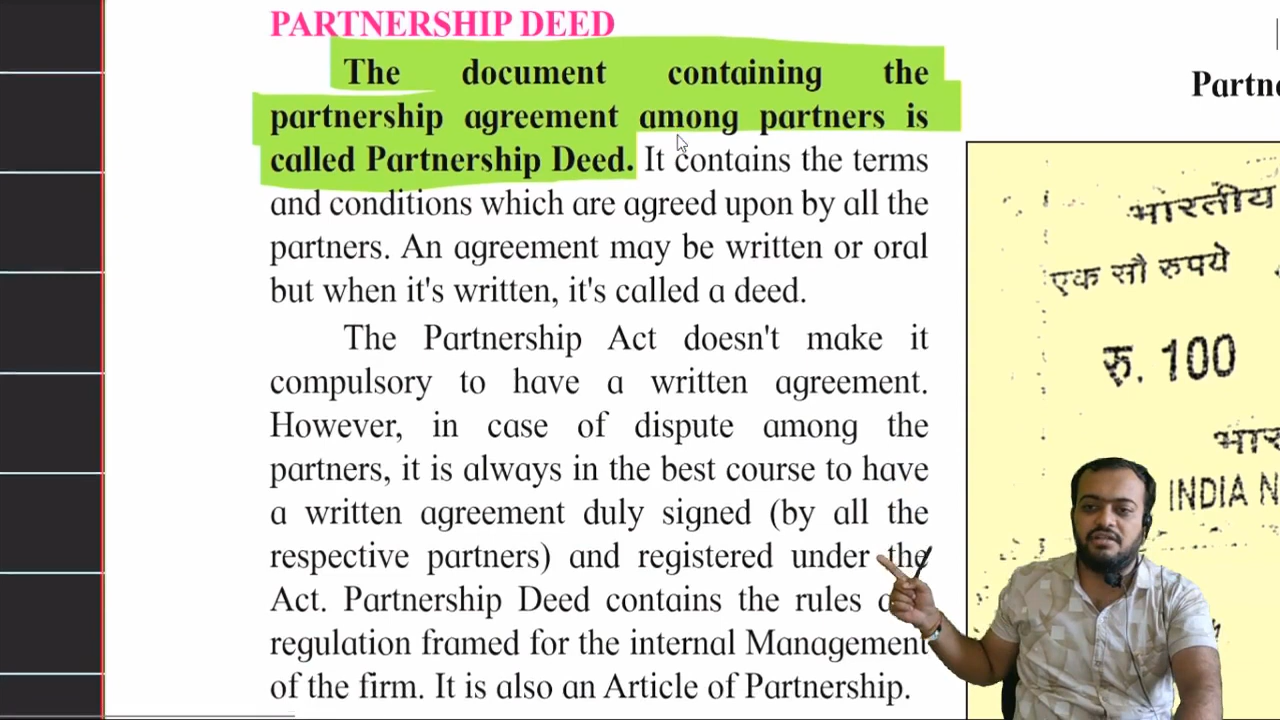 PARTNERSHIP DEED
The document containing the
partnership agreement among partners is
called Partnership Deed. It contains the terms
and conditions which are agreed upon by all the
partners. An agreement may be written or oral
but when it's written, it's called a deed.
The Partnership Act doesn't make it
compulsory to have a written agreement.
However, in case of dispute among the
partners, it is always in the best course to have
a written agreement duly signed (by all the
respective partners) and registered under the
Act. Partnership Deed contains the rules
regulation framed for the internal Management
of the firm. It is also an Article of Partnership.
भारतीय
एक सौ रुपये
रु. 100
INDIA